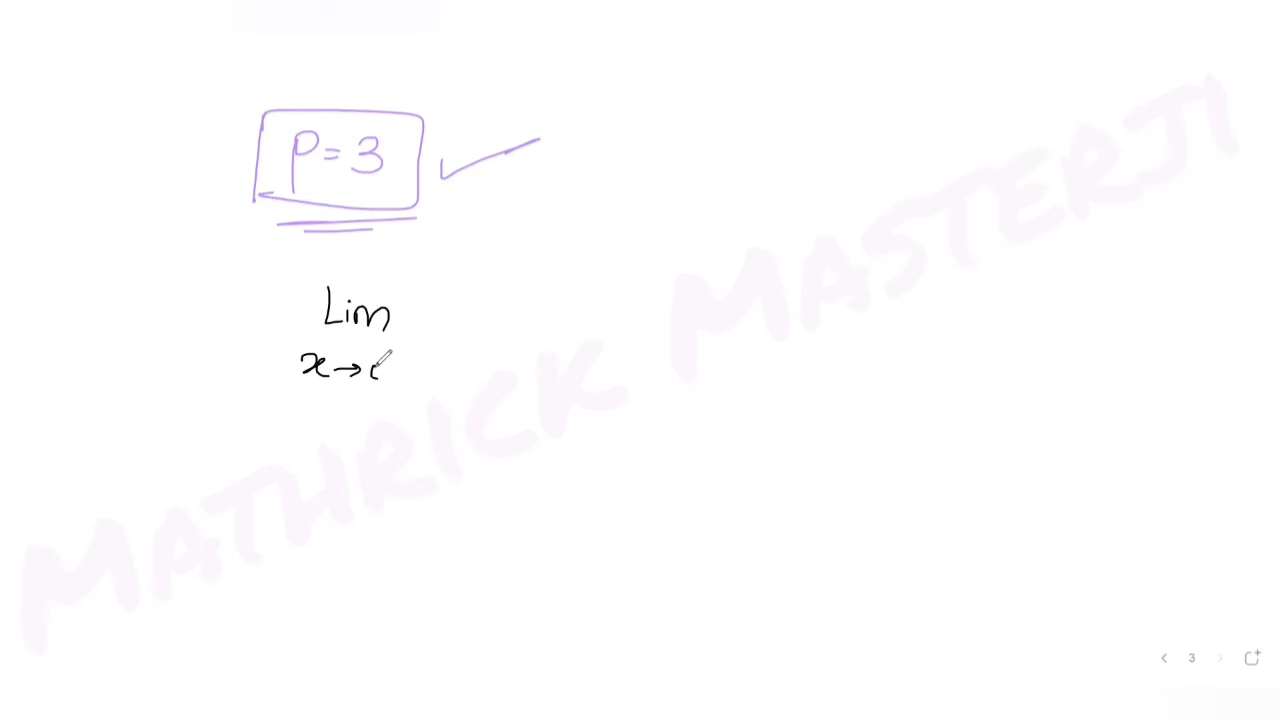 P = 3
Lim
x →
MATHRICK MASTERJI
3